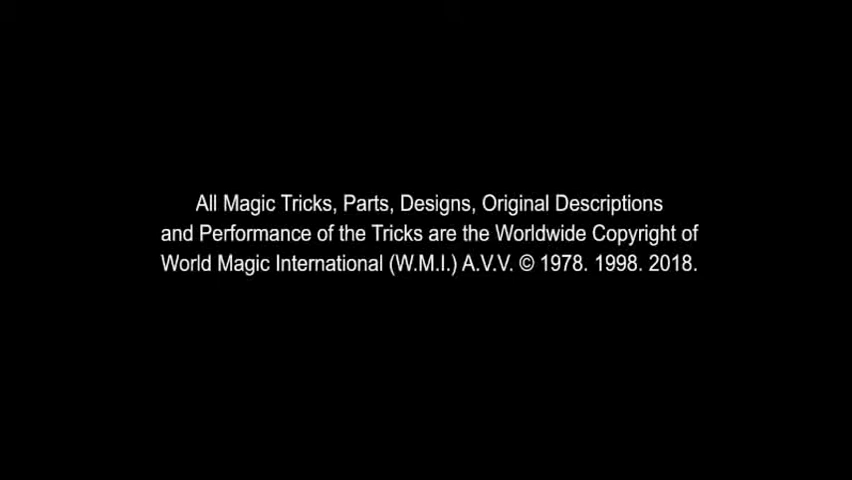 All Magic Tricks, Parts, Designs, Original Descriptions
and Performance of the Tricks are the Worldwide Copyright of
World Magic International (W.M.I.) A.V.V. © 1978. 1998. 2018.